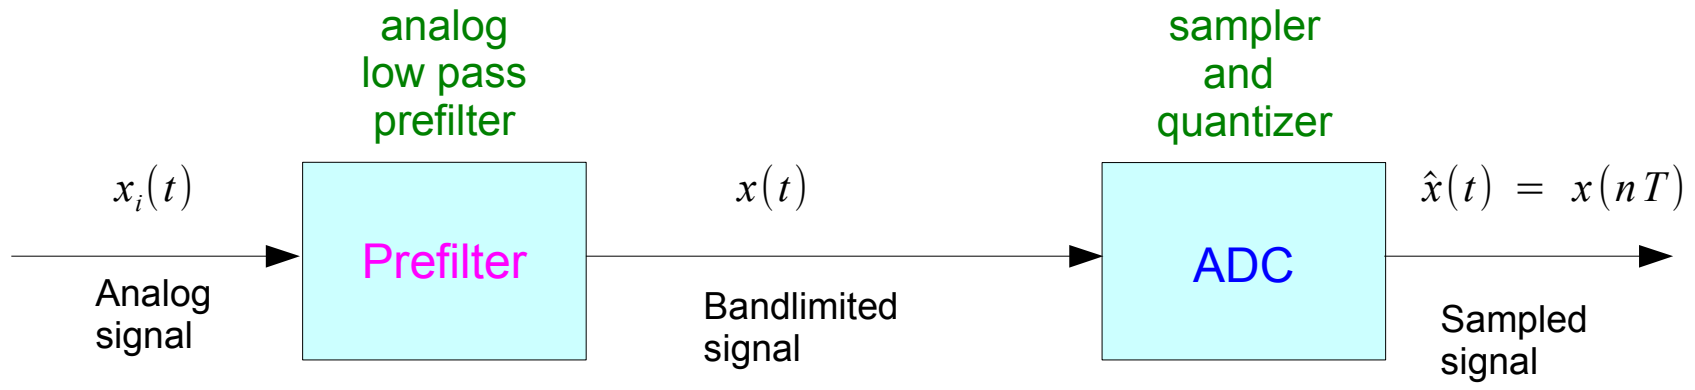 analog
low pass
prefilter
sampler
and
quantizer
x_i(t)
x(t)
x̂(t) = x(nT)
Prefilter
ADC
Analog
signal
Bandlimited
signal
Sampled
signal